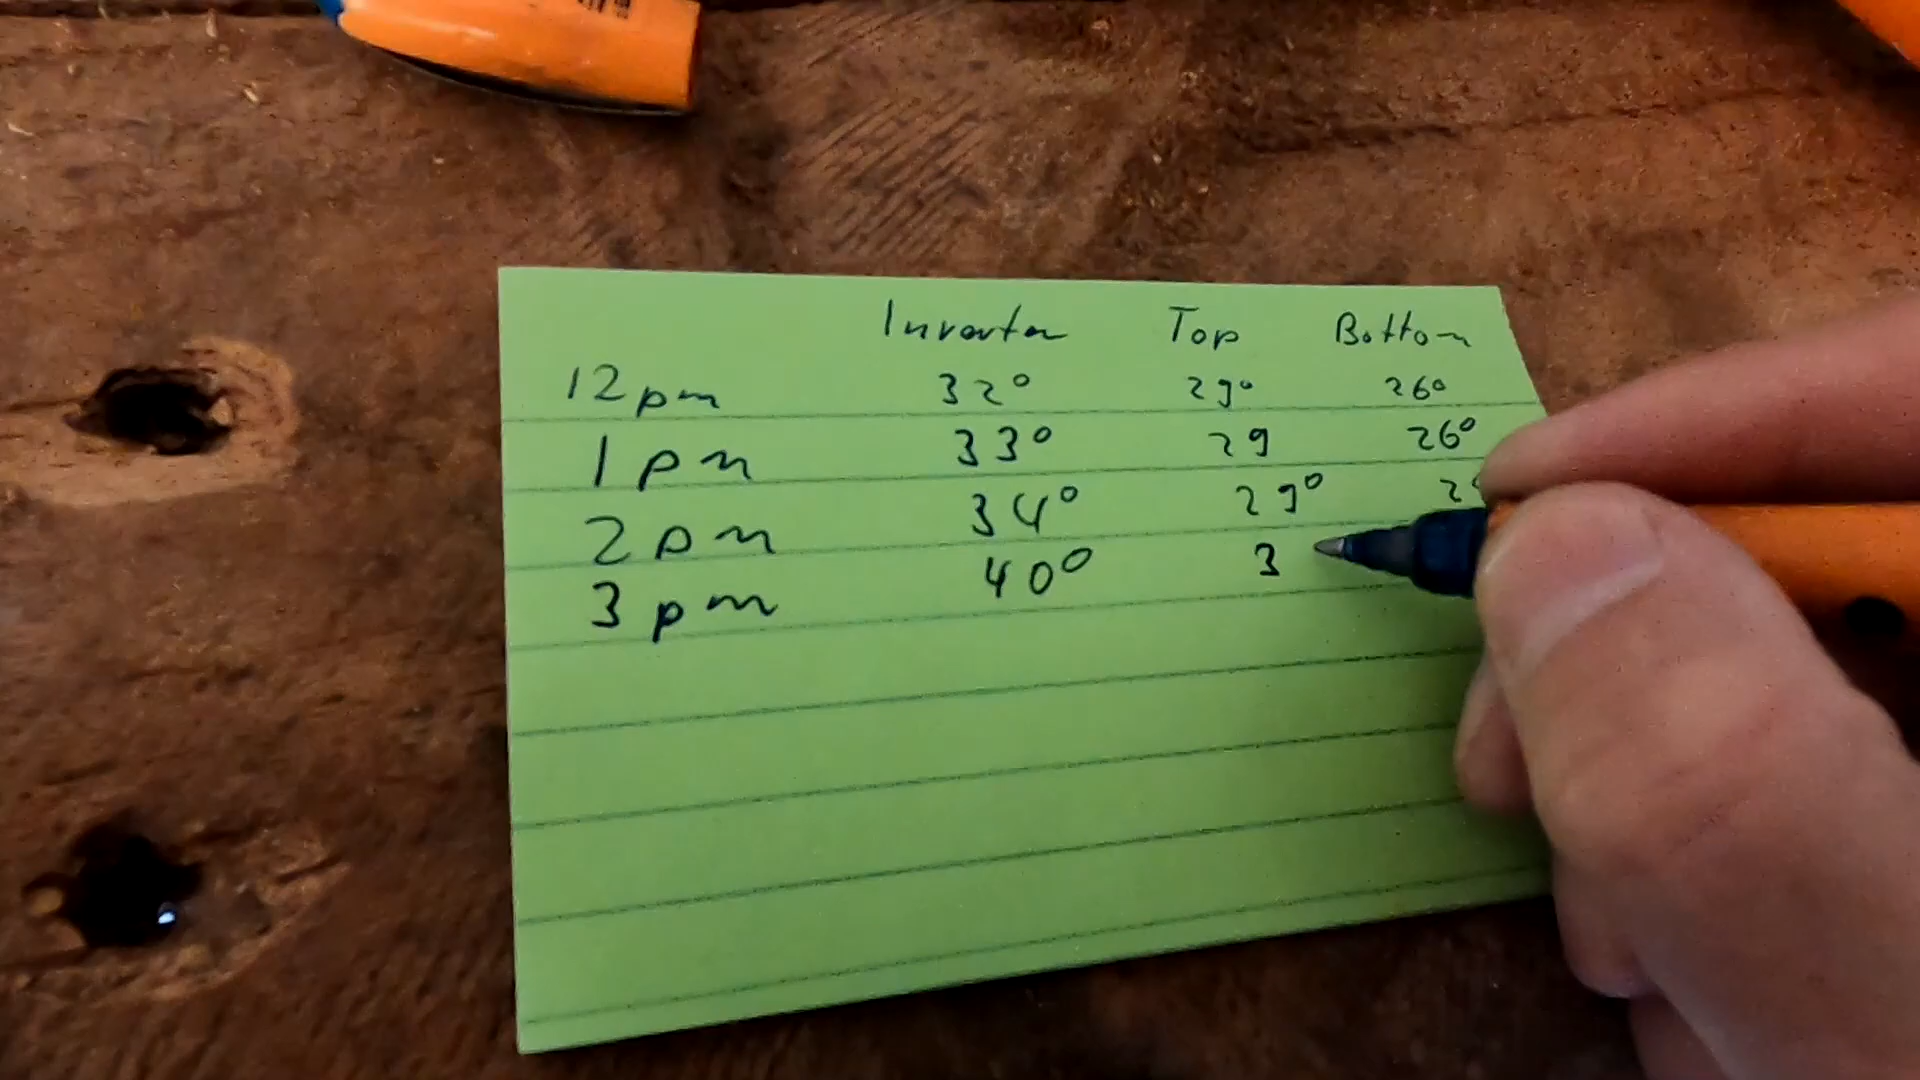 Inverter Top Bottom
12pm 32° 29° 26°
1pm 33° 29 26°
2pm 34° 29°
3pm 40° 3